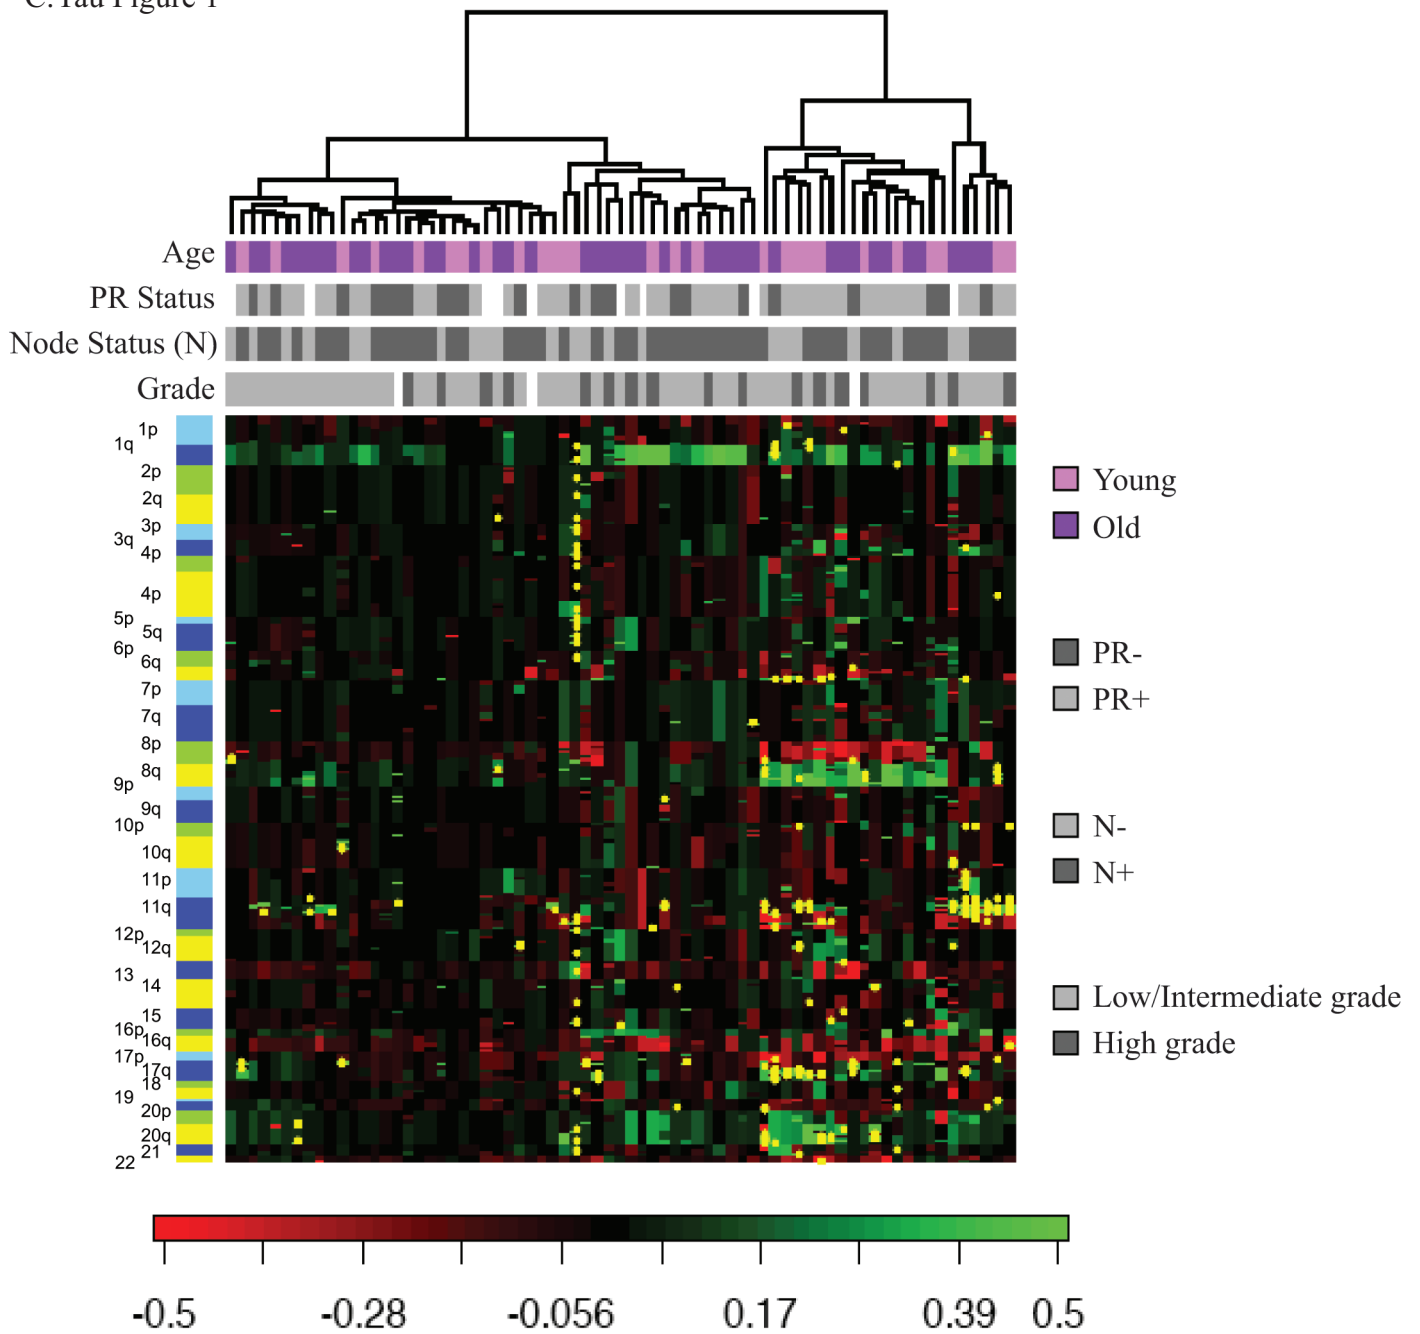 C. Yau Figure 1
Age
PR Status
Node Status (N)
Grade
1p
1q
2p
2q
3p
3q
4p
4p
5p
5q
6p
6q
7p
7q
8p
8q
9p
9q
10p
10q
11p
11q
12p
12q
13
14
15
16p
16q
17p
17q
18
19
20p
20q
21
22
Young
Old
PR-
PR+
N-
N+
Low/Intermediate grade
High grade
-0.5 -0.28 -0.056 0.17 0.39 0.5